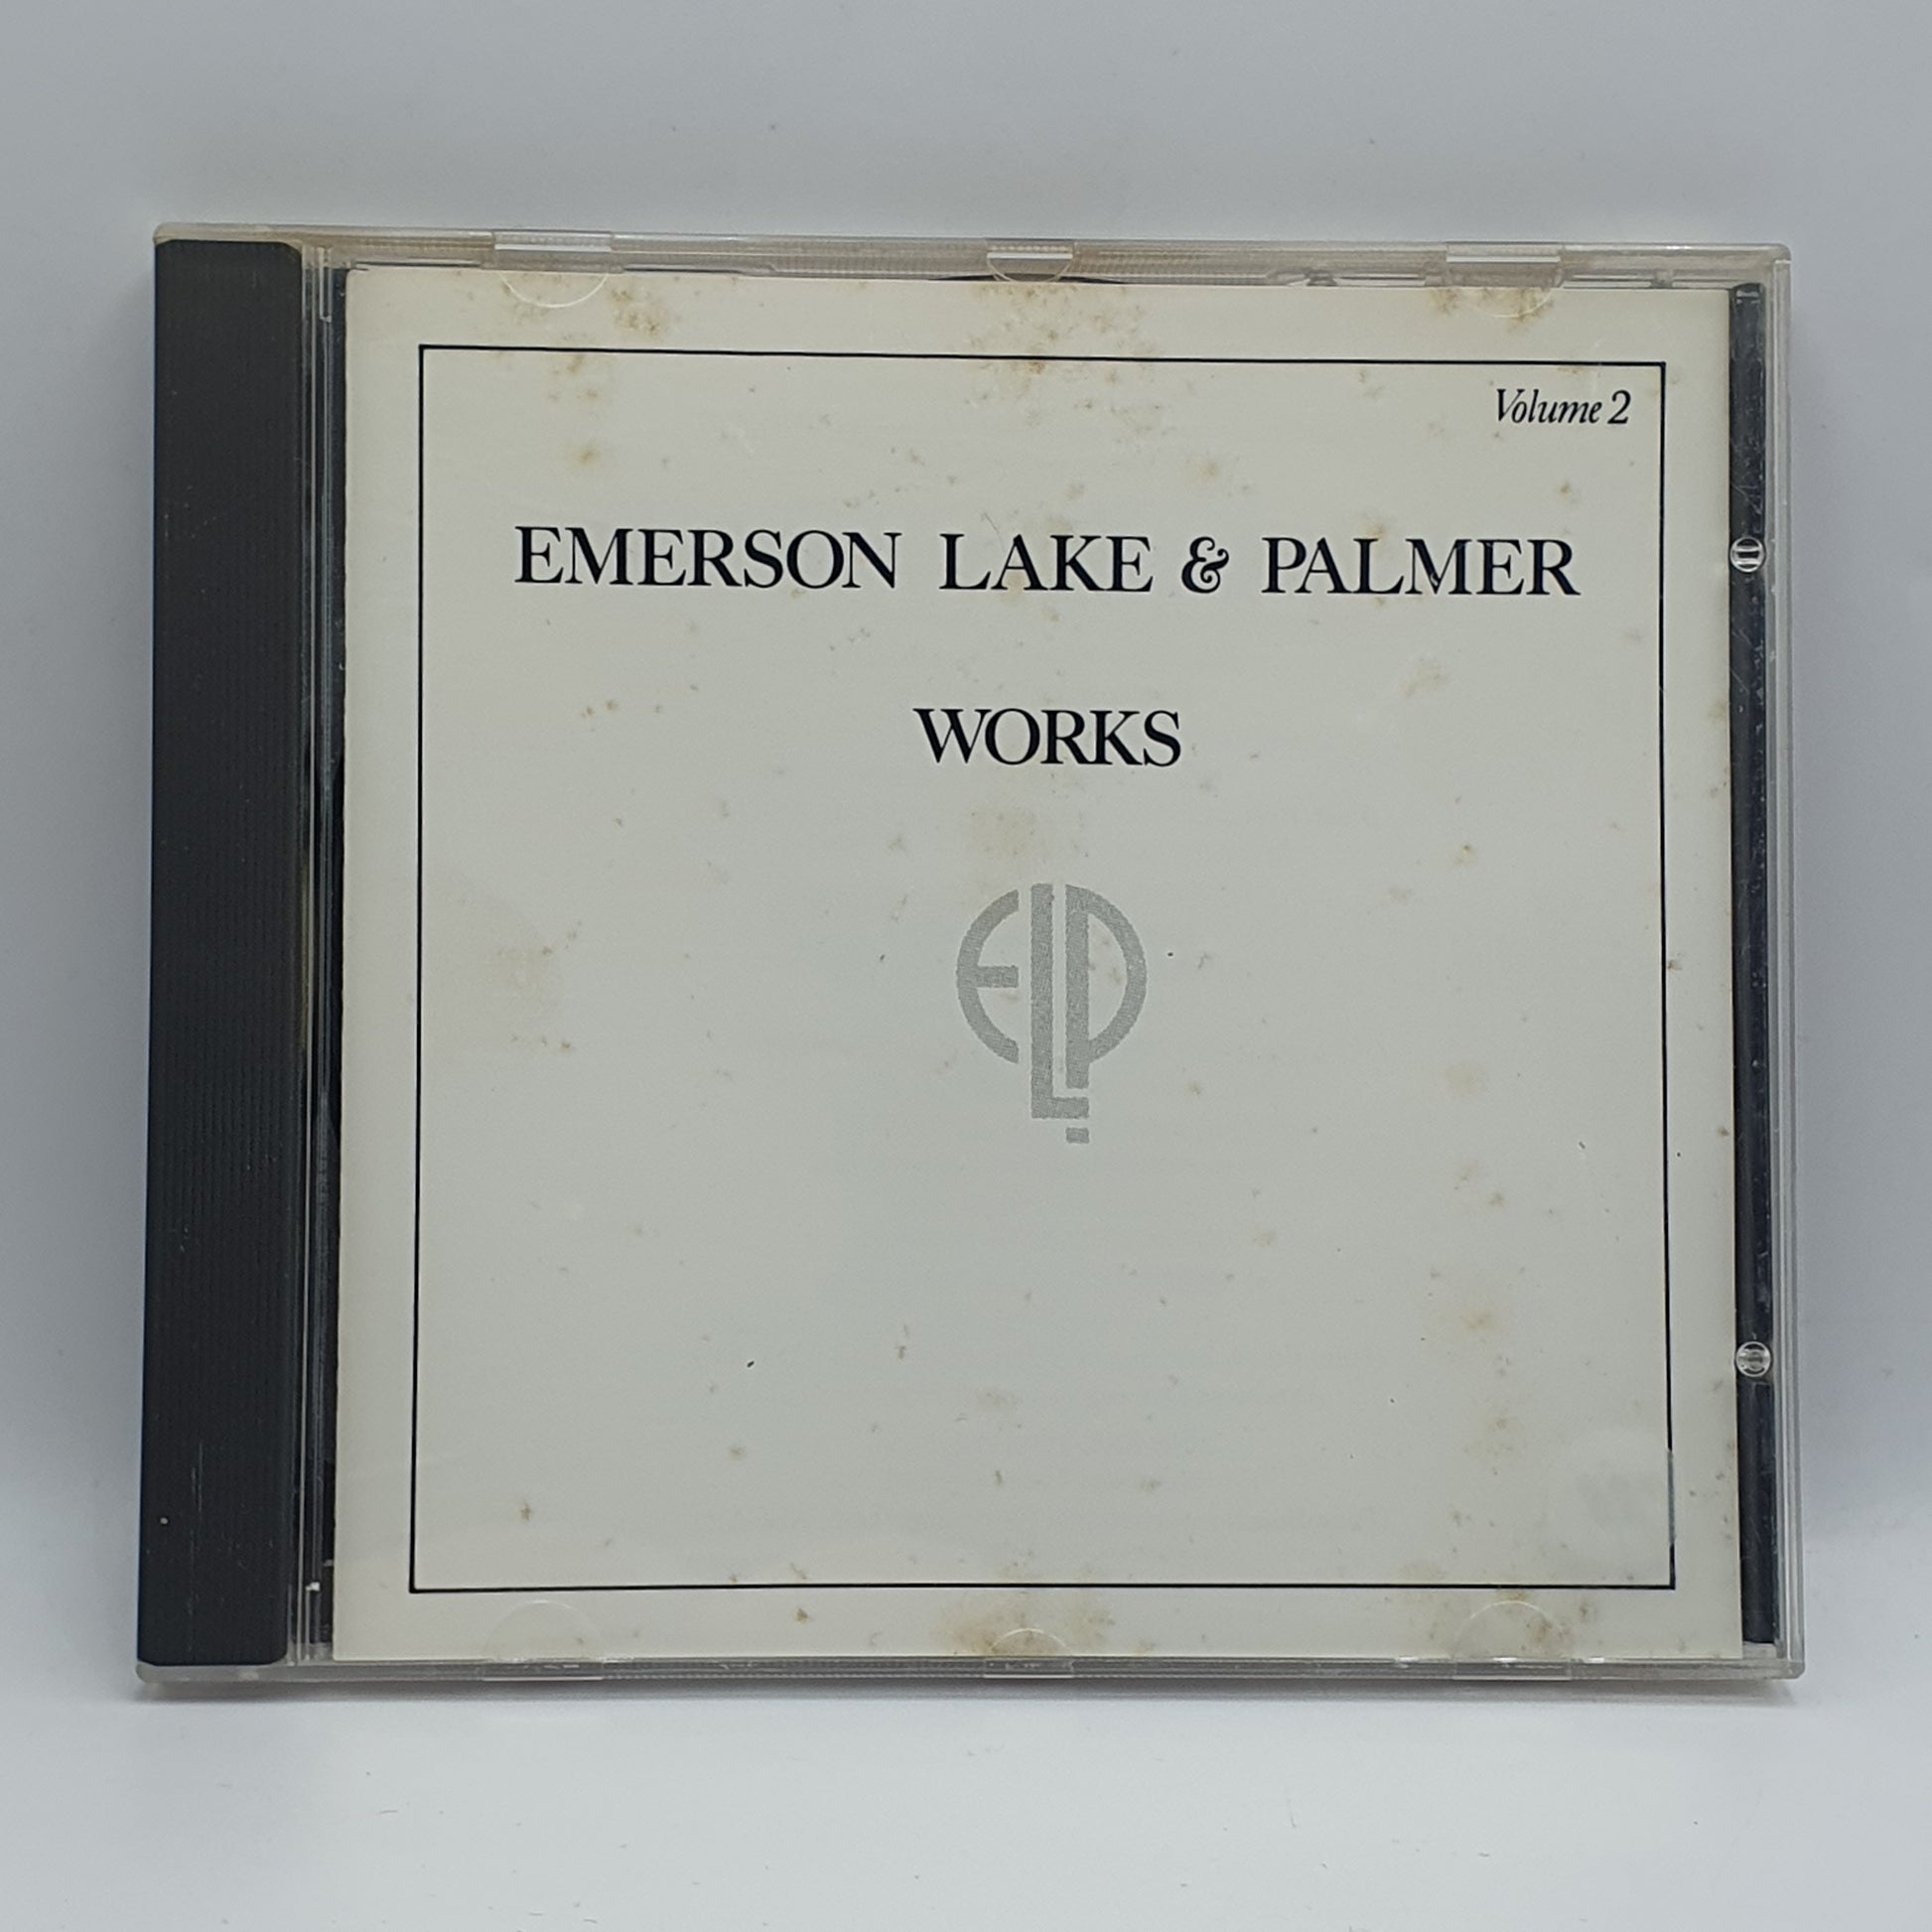 Volume 2
EMERSON LAKE & PALMER
WORKS
ELP